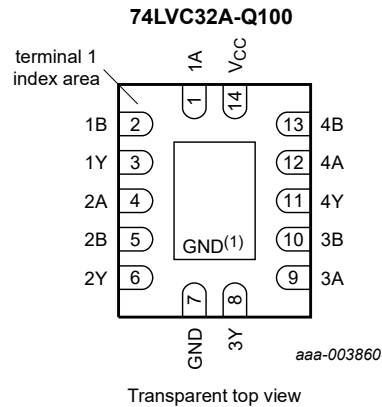 74LVC32A-Q100
terminal 1
index area
1A
VCC
1
14
1B 2
13 4B
1Y 3
12 4A
2A 4
11 4Y
2B 5
10 3B
2Y 6
9 3A
GND(1)
7
8
GND
3Y
aaa-003860
Transparent top view